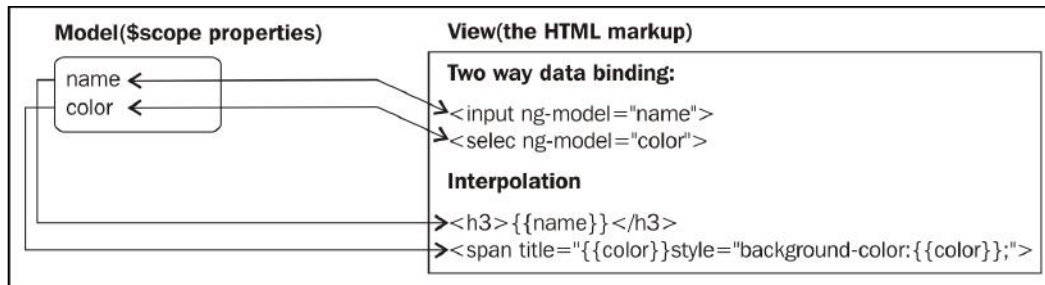 Model($scope properties)
name
color
View(the HTML markup)
Two way data binding:
<input ng-model="name">
<selec ng-model="color">
Interpolation
<h3>{{name}}</h3>
<span title="{{color}}style="background-color:{{color}};">